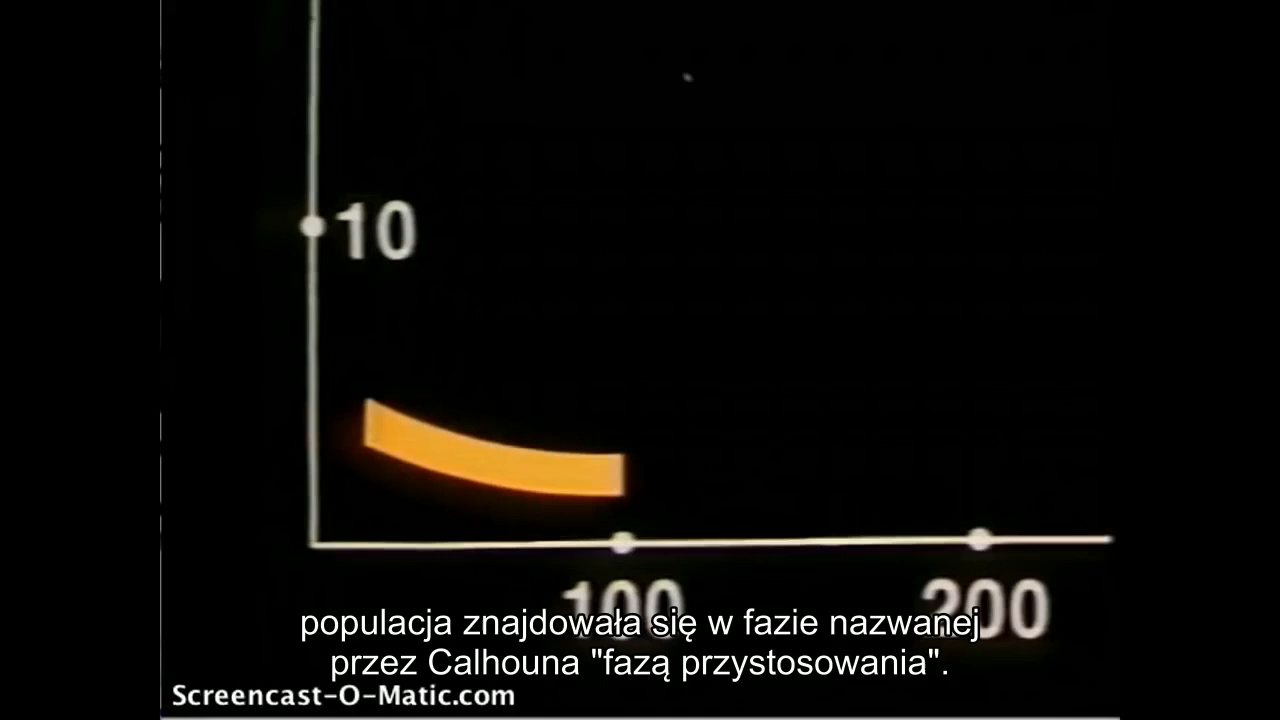 10
100
200
populacja znajdowała się w fazie nazwanej
przez Calhouna "fazą przystosowania".
Screencast-O-Matic.com